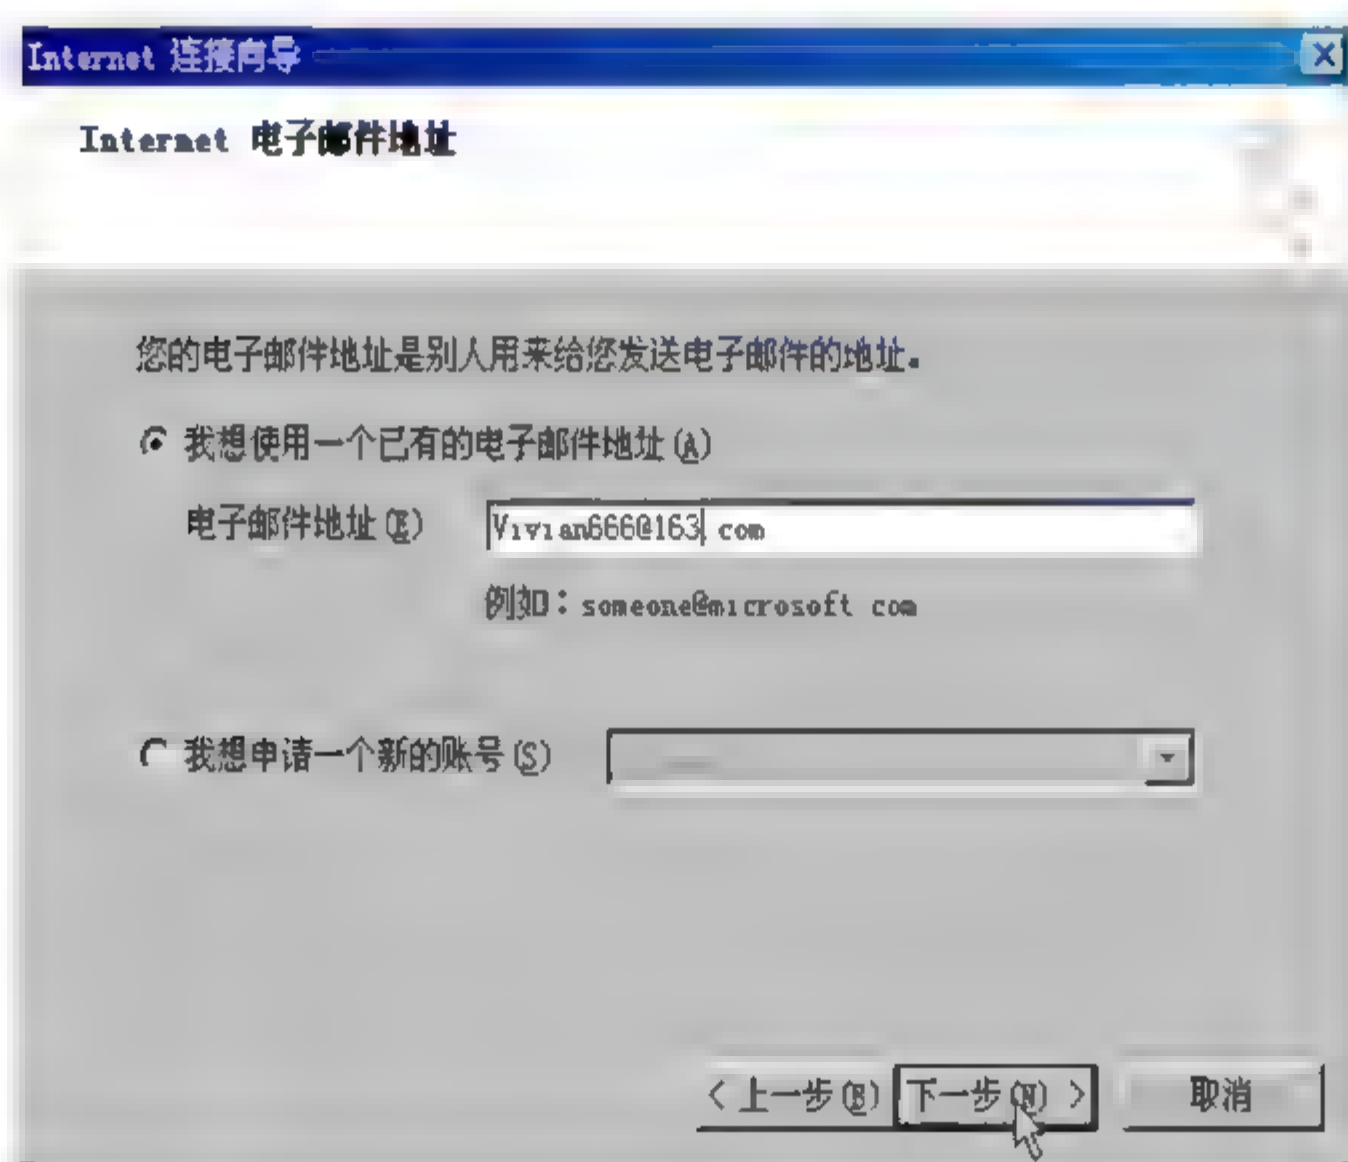 Internet 连接向导
Internet 电子邮件地址
您的电子邮件地址是别人用来给您发送电子邮件的地址。
我想使用一个已有的电子邮件地址(A)
电子邮件地址(E) Vivian666@163.com
例如：someone@microsoft.com
我想申请一个新的账号(S)
<上一步(B) 下一步(N)> 取消